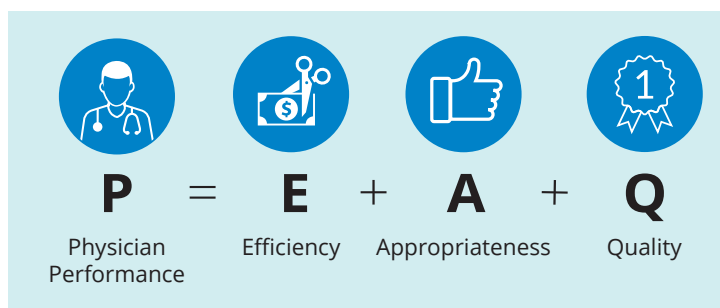 $
1
P = E + A + Q
Physician Performance
Efficiency
Appropriateness
Quality